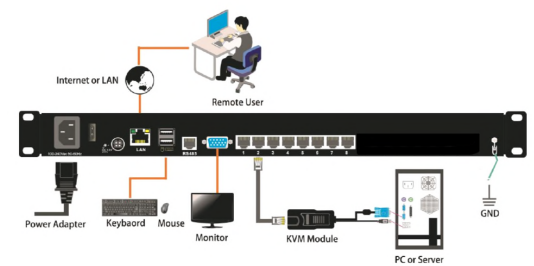 Internet or LAN
Remote User
LAN
RS485
1 2 3 4 5 6 7 8
Power Adapter
Keybaord
Mouse
Monitor
KVM Module
PC or Server
GND